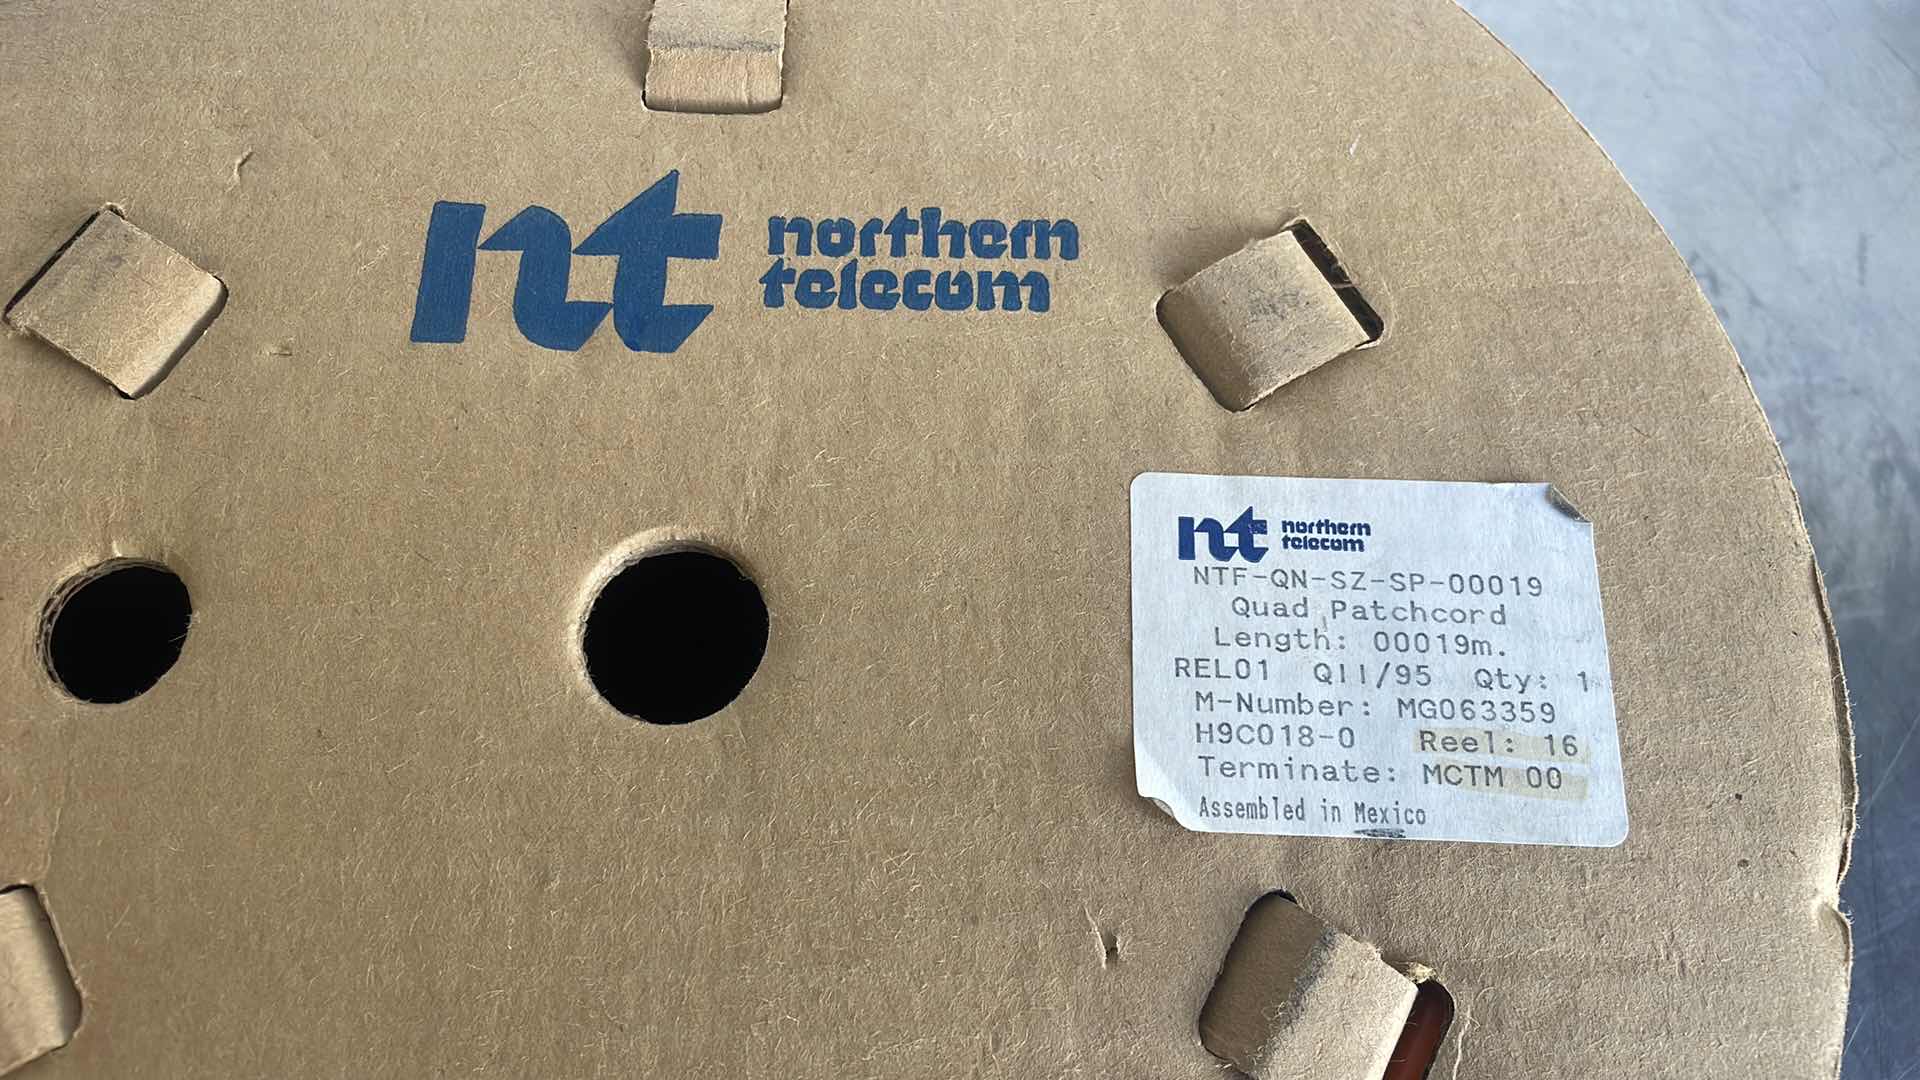 nt northern
telecom
nt northern
telecom
NTF-QN-SZ-SP-00019
Quad Patchcord
Length: 00019m.
REL01 QII/95 Qty: 1
M-Number: MG063359
H9C018-0 Reel: 16
Terminate: MCTM 00
Assembled in Mexico